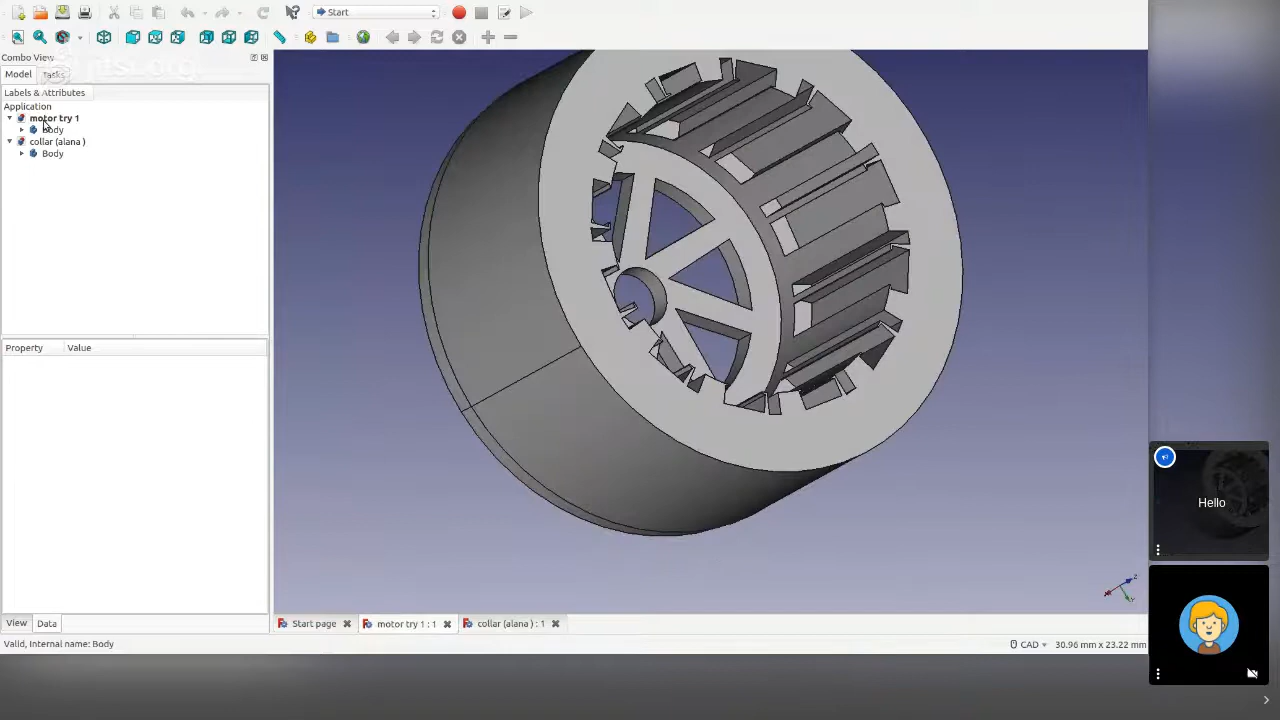 Start
Combo View
Model
Tasks
Labels & Attributes
Application
motor try 1
Body
collar (alana )
Body
Property
Value
View
Data
Start page
motor try 1 : 1
collar (alana ) : 1
Valid, Internal name: Body
CAD
30.96 mm x 23.22 mm
Hello